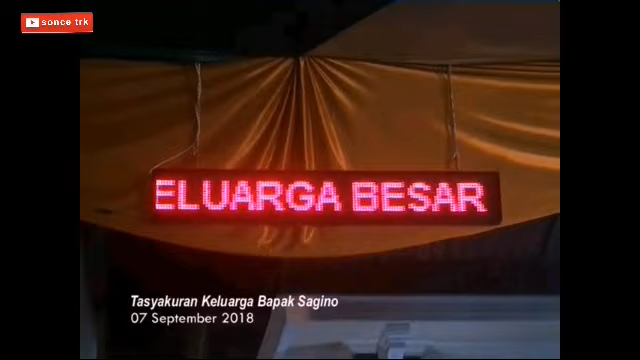 sonce trk
ELUARGA BESAR
Tasyakuran Keluarga Bapak Sagino
07 September 2018